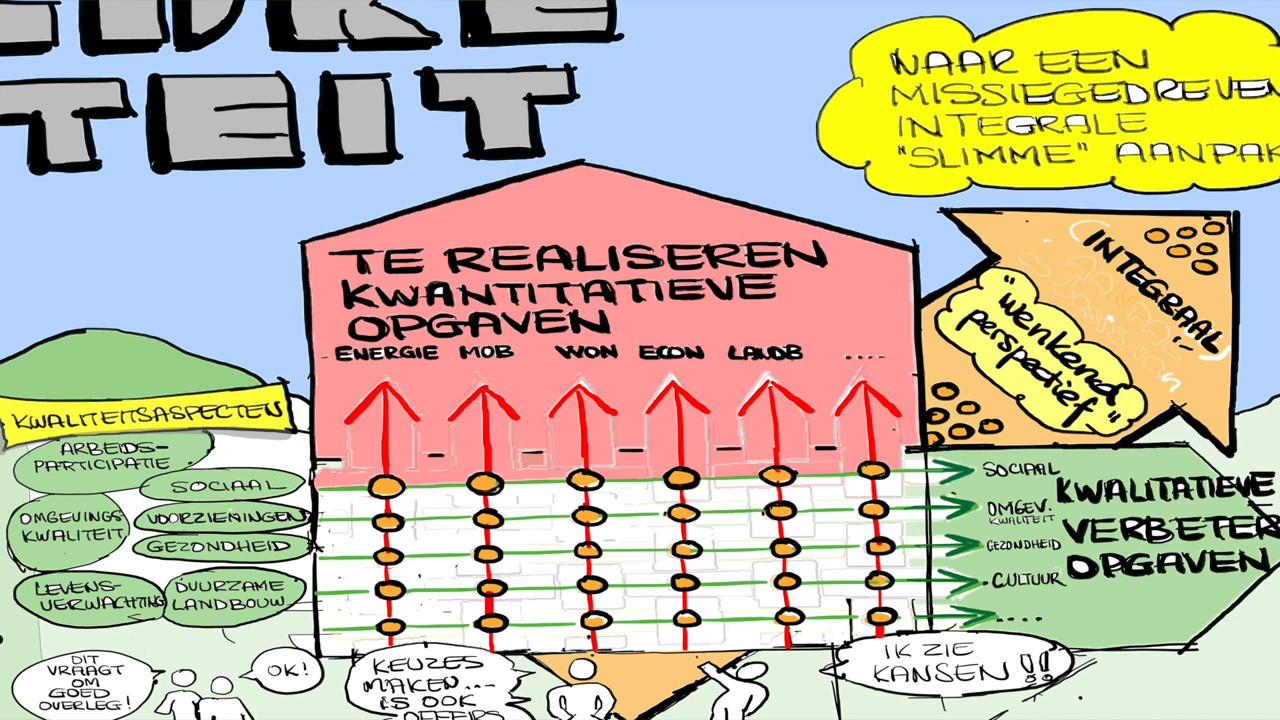 TEIT
WAAR EEN
MISSIEGEDREVEN
INTEGRALE
"SLIMME" AANPAK
TE REALISEREN
KWANTITATIEVE
OPGAVEN
ENERGIE MOB WON ECON LANDB ....
INTEGRAAL
"wenkend
perspectief"
KWALITEITSASPECTEN
ARBEIDS-
PARTICIPATIE
SOCIAAL
OMGEVINGS
KWALITEIT
VOORZIENINGEN
GEZONDHEID
LEVENS-
VERWACHTING
DUURZAME
LANDBOUW
SOCIAAL
OMGEV.
KWALITEIT
GEZONDHEID
CULTUUR
.....
KWALITATIEVE
VERBETER
OPGAVEN
DIT
VRAAGT
OM
GOED
OVERLEG!
OK!
KEUZES
MAKEN...
IS OOK
IK ZIE
KANSEN!!